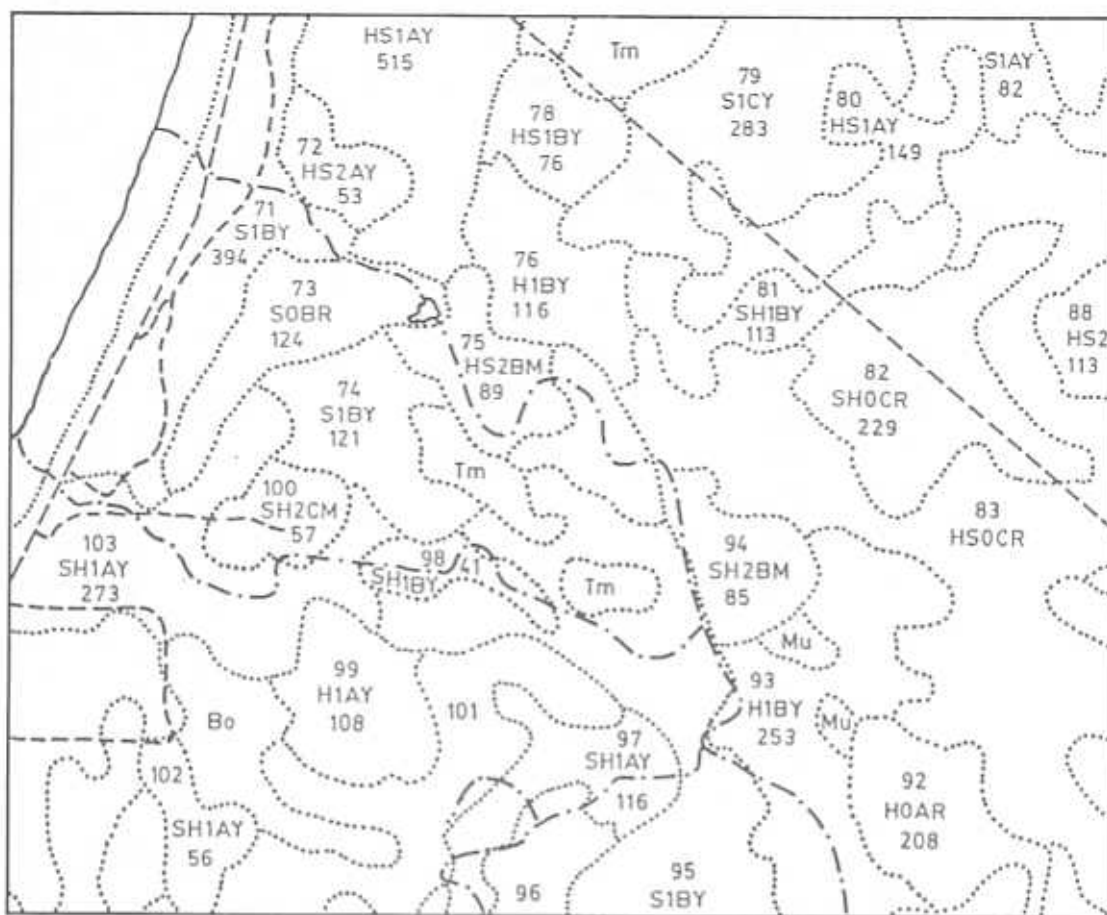 HS1AY
515
Tm
79
S1CY
283
80
HS1AY
149
S1AY
82
78
HS1BY
76
72
HS2AY
53
71
S1BY
394
73
S0BR
124
76
H1BY
116
81
SH1BY
113
88
HS2
113
75
HS2BM
89
82
SH0CR
229
74
S1BY
121
Tm
100
SH2CM
57
83
HS0CR
103
SH1AY
273
98
41
SH1BY
Tm
94
SH2BM
85
Mu
99
H1AY
108
101
93
H1BY
253
Mu
Bo
97
SH1AY
116
102
SH1AY
56
92
H0AR
208
96
95
S1BY